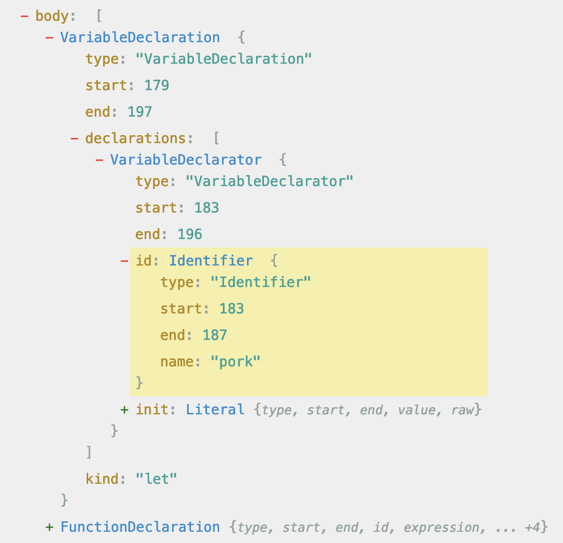 − body: [
− VariableDeclaration {
type: "VariableDeclaration"
start: 179
end: 197
− declarations: [
− VariableDeclarator {
type: "VariableDeclarator"
start: 183
end: 196
− id: Identifier {
type: "Identifier"
start: 183
end: 187
name: "pork"
}
+ init: Literal {type, start, end, value, raw}
}
]
kind: "let"
}
+ FunctionDeclaration {type, start, end, id, expression, ... +4}